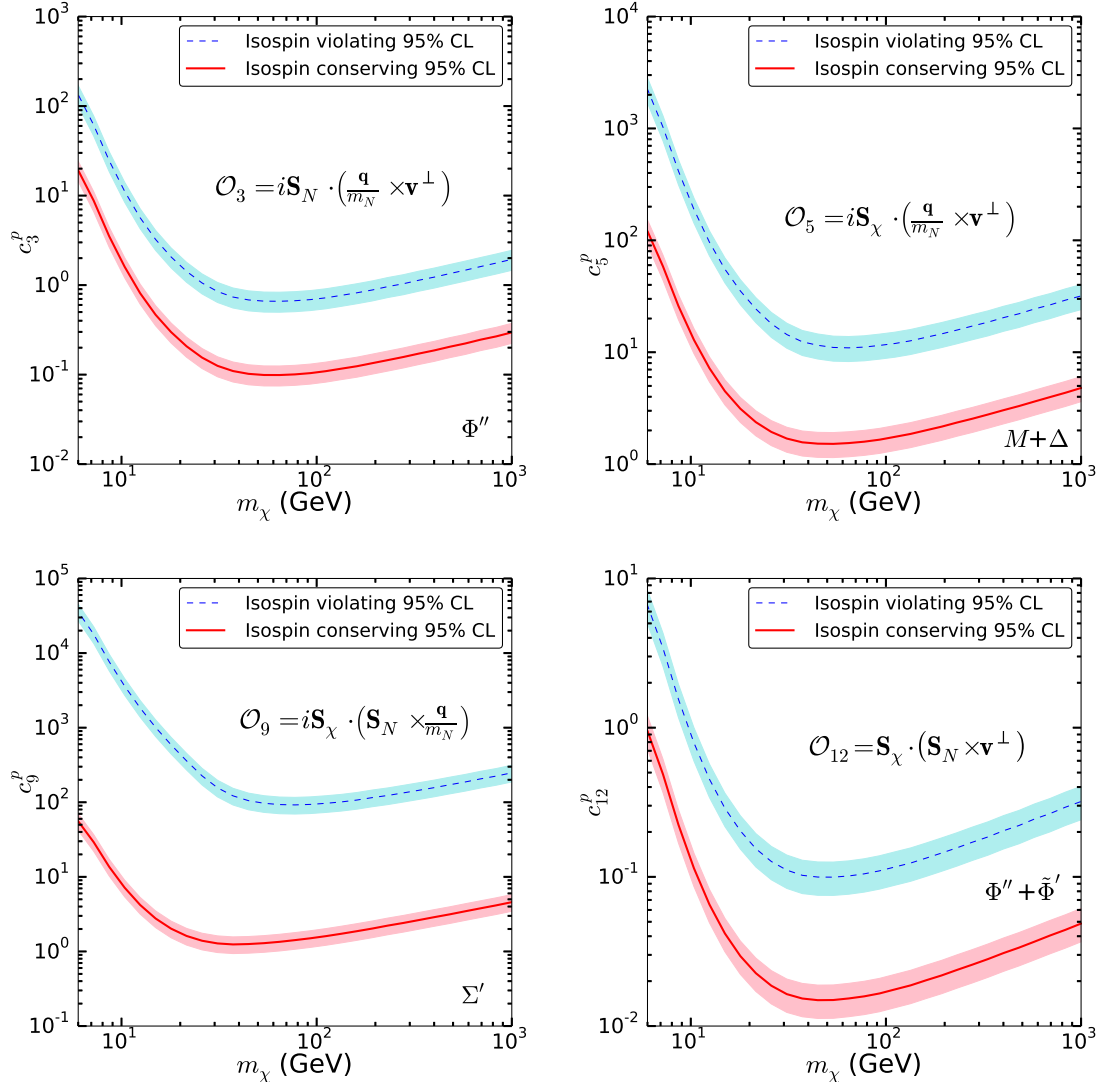 10³
10²
10¹
10⁰
10⁻¹
10⁻²
c₃ᵖ
Isospin violating 95% CL
Isospin conserving 95% CL
𝒪₃ = i𝐒_N · (𝐪/m_N × 𝐯^⊥)
Φ′′
10¹ 10² 10³
m_χ (GeV)
10⁴
10³
10²
10¹
10⁰
c₅ᵖ
Isospin violating 95% CL
Isospin conserving 95% CL
𝒪₅ = i𝐒_χ · (𝐪/m_N × 𝐯^⊥)
M+Δ
10¹ 10² 10³
m_χ (GeV)
10⁵
10⁴
10³
10²
10¹
10⁰
10⁻¹
c₉ᵖ
Isospin violating 95% CL
Isospin conserving 95% CL
𝒪₉ = i𝐒_χ · (𝐒_N × 𝐪/m_N)
Σ′
10¹ 10² 10³
m_χ (GeV)
10¹
10⁰
10⁻¹
10⁻²
c₁₂ᵖ
Isospin violating 95% CL
Isospin conserving 95% CL
𝒪₁₂ = 𝐒_χ · (𝐒_N × 𝐯^⊥)
Φ′′ + Φ̃′
10¹ 10² 10³
m_χ (GeV)